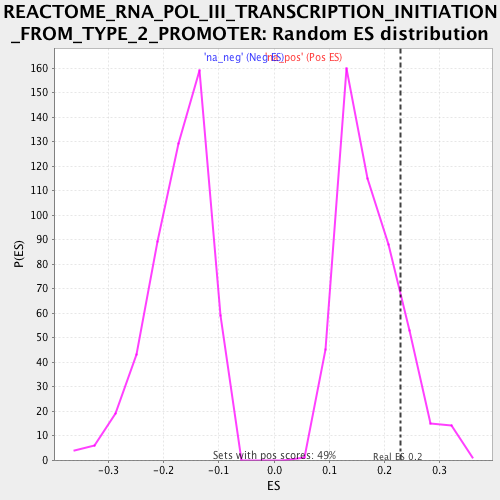 REACTOME_RNA_POL_III_TRANSCRIPTION_INITIATION
_FROM_TYPE_2_PROMOTER: Random ES distribution
'na_neg' (Neg ES)
'na_pos' (Pos ES)
160
150
140
130
120
110
100
90
80
70
60
50
40
30
20
10
0
P(ES)
Sets with pos scores: 49%
Real ES 0.2
-0.3 -0.2 -0.1 0.0 0.1 0.2 0.3
ES